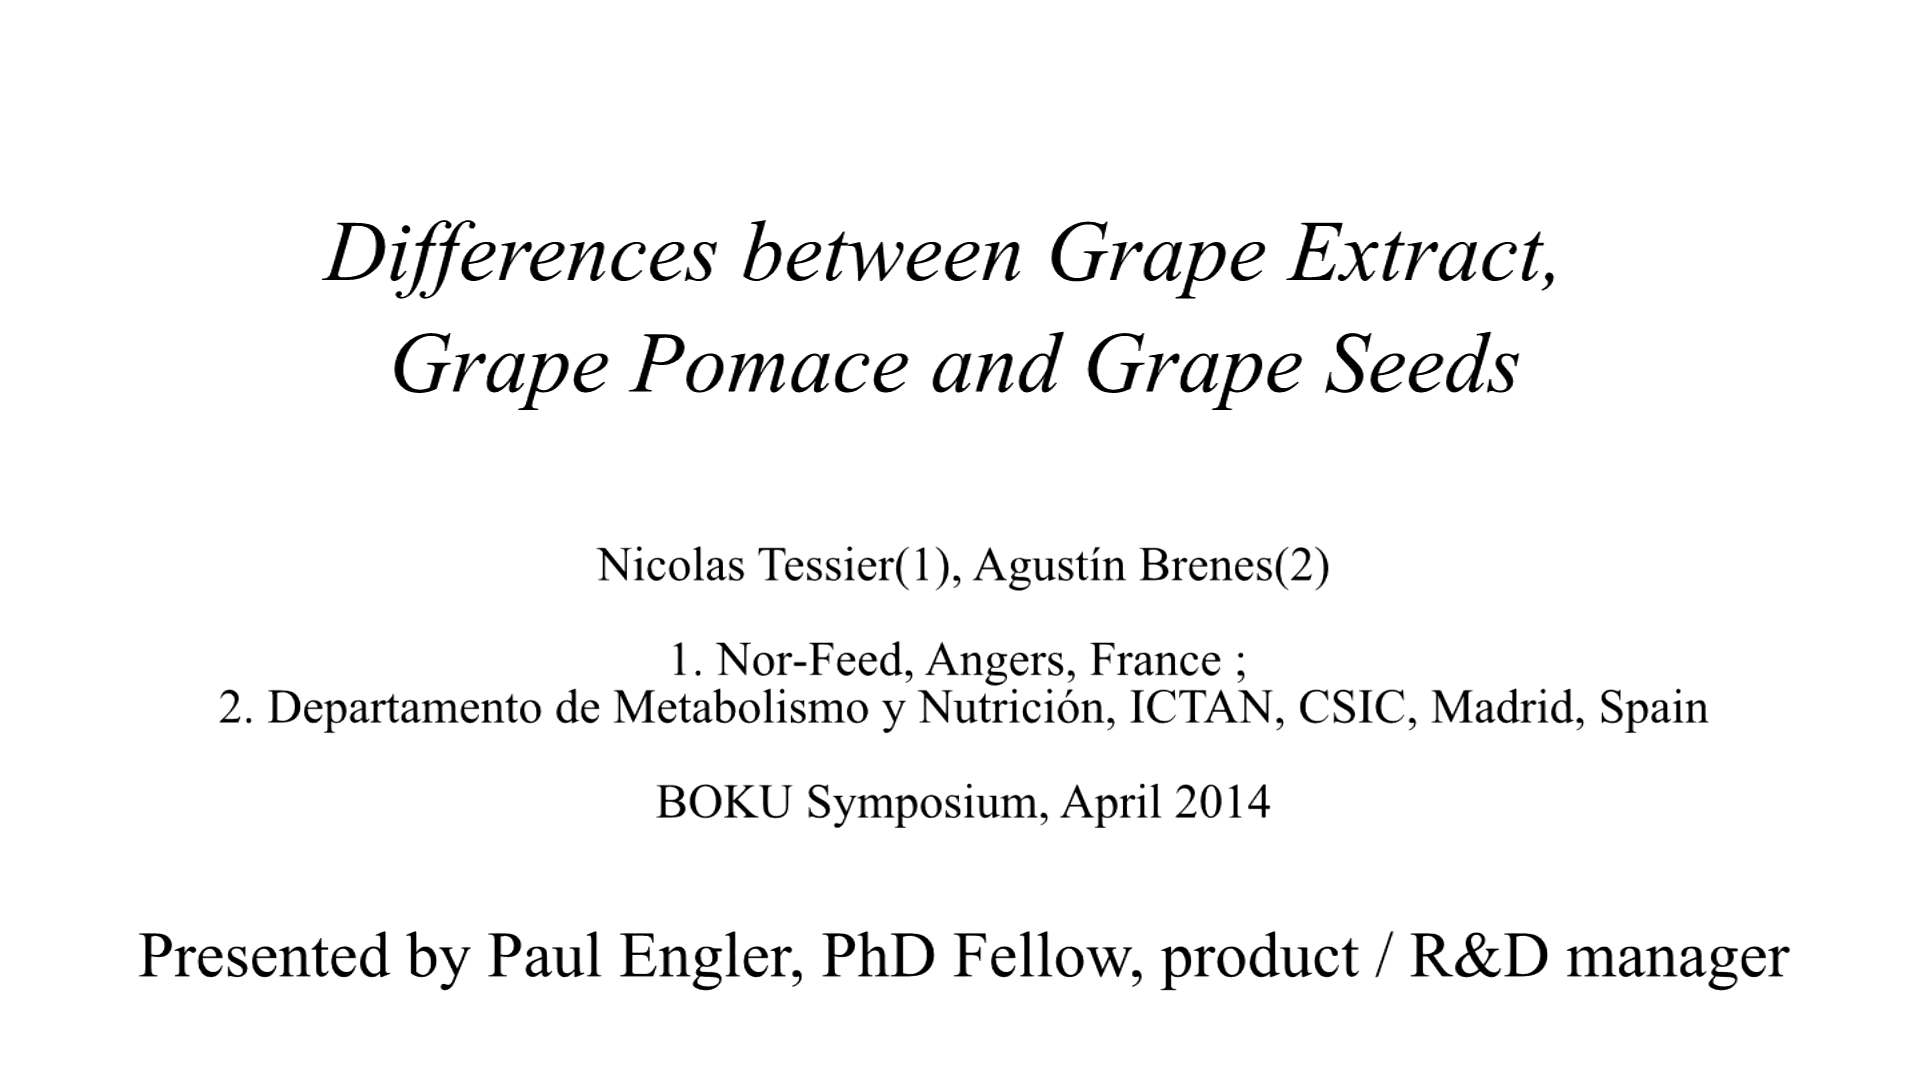 Differences between Grape Extract,
Grape Pomace and Grape Seeds
Nicolas Tessier(1), Agustín Brenes(2)
1. Nor-Feed, Angers, France ;
2. Departamento de Metabolismo y Nutrición, ICTAN, CSIC, Madrid, Spain
BOKU Symposium, April 2014
Presented by Paul Engler, PhD Fellow, product / R&D manager